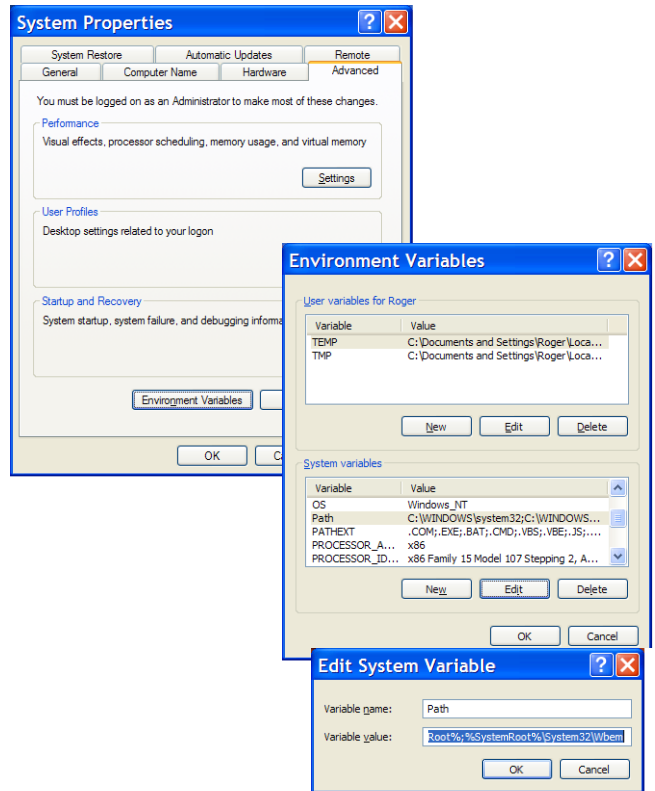 System Properties
System Restore Automatic Updates Remote
General Computer Name Hardware Advanced
You must be logged on as an Administrator to make most of these changes.
Performance
Visual effects, processor scheduling, memory usage, and virtual memory
Settings
User Profiles
Desktop settings related to your logon
Startup and Recovery
System startup, system failure, and debugging informa
Environment Variables
OK Ca
Environment Variables
User variables for Roger
Variable Value
TEMP C:\Documents and Settings\Roger\Loca...
TMP C:\Documents and Settings\Roger\Loca...
New Edit Delete
System variables
Variable Value
OS Windows_NT
Path C:\WINDOWS\system32;C:\WINDOWS...
PATHEXT .COM;.EXE;.BAT;.CMD;.VBS;.VBE;.JS;....
PROCESSOR_A... x86
PROCESSOR_ID... x86 Family 15 Model 107 Stepping 2, A...
New Edit Delete
OK Cancel
Edit System Variable
Variable name: Path
Variable value: Root%;%SystemRoot%\System32\Wbem
OK Cancel